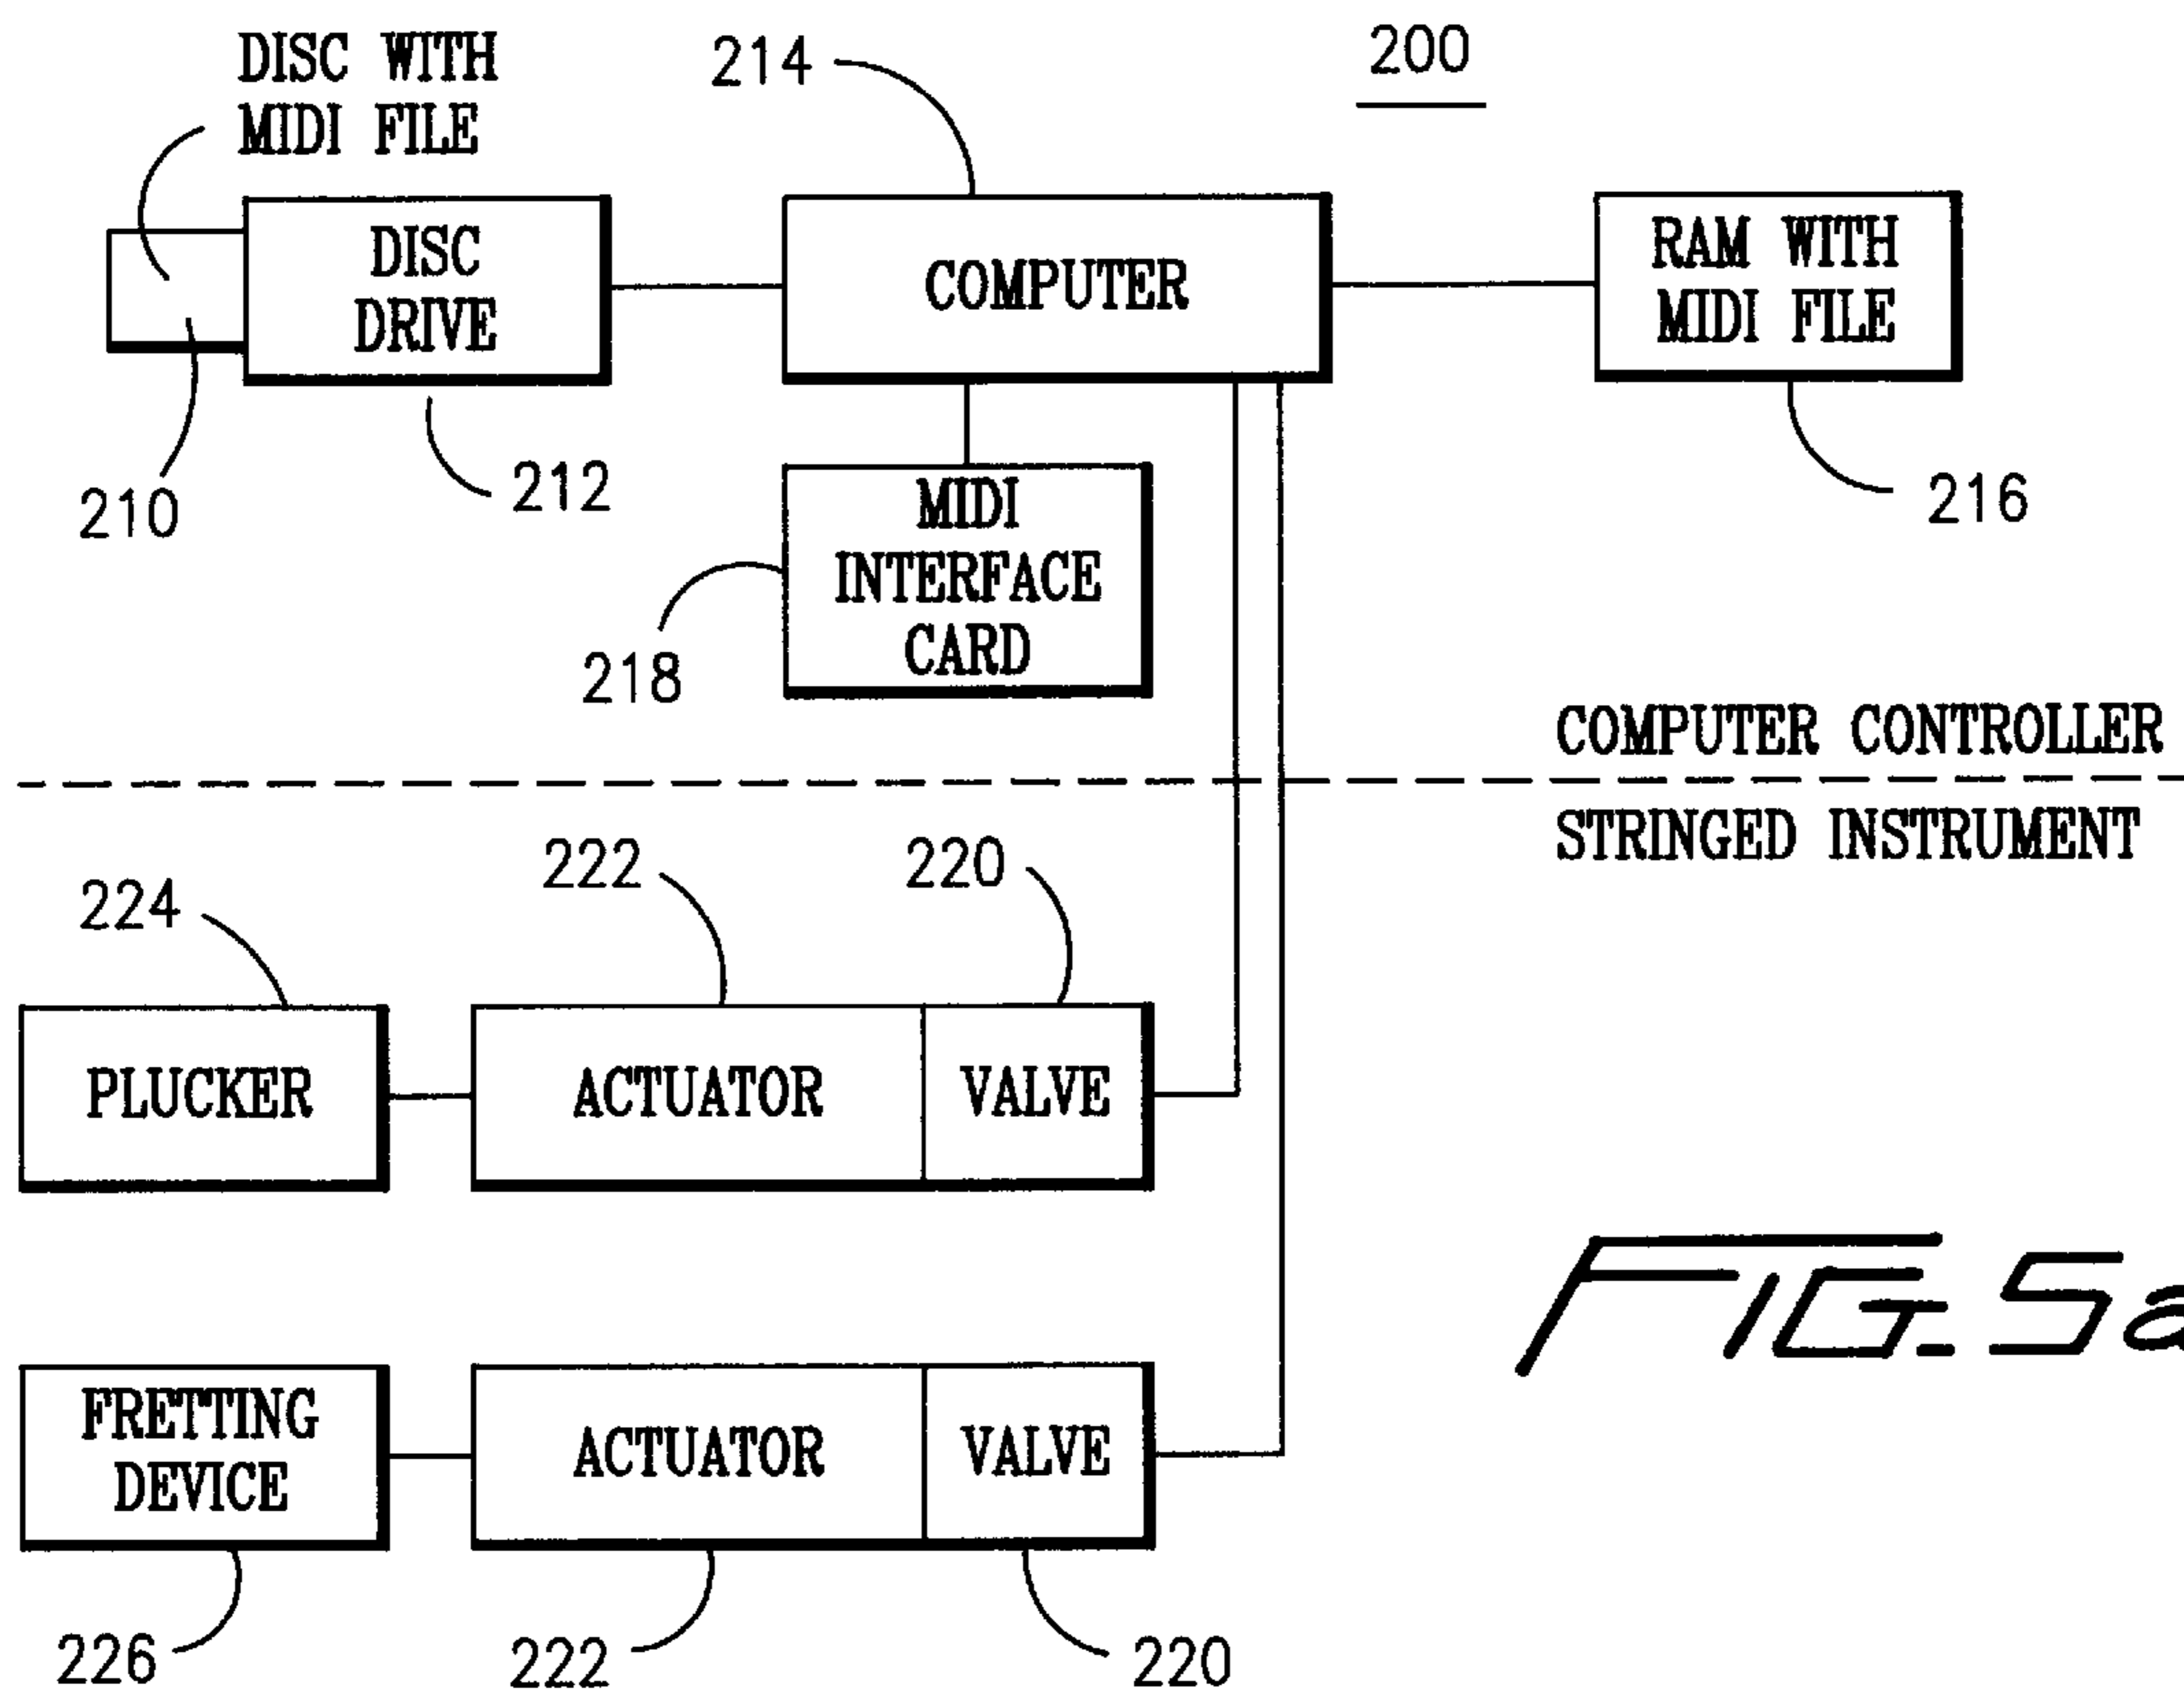 DISC WITH
MIDI FILE
214
200
DISC
DRIVE
COMPUTER
RAM WITH
MIDI FILE
210
212
216
MIDI
INTERFACE
CARD
218
COMPUTER CONTROLLER
STRINGED INSTRUMENT
224
222
220
PLUCKER
ACTUATOR
VALVE
FIG. 5a
FRETTING
DEVICE
ACTUATOR
VALVE
226
222
220